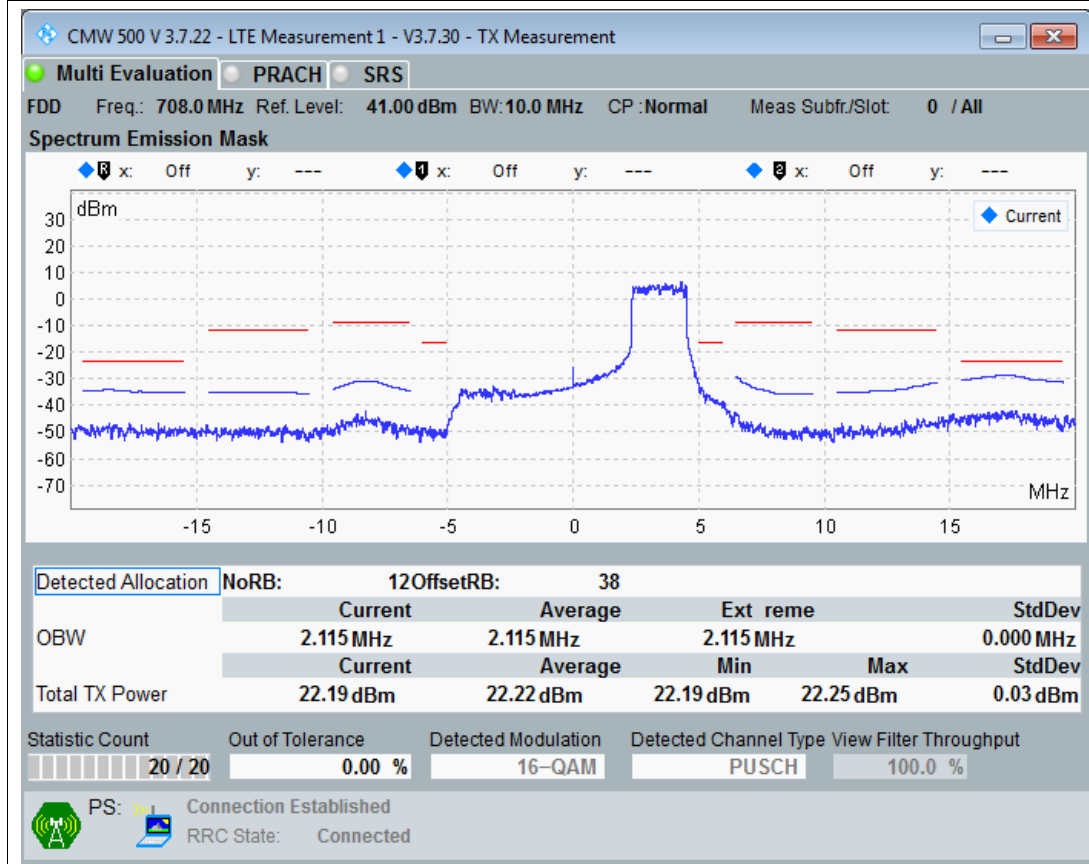 CMW 500 V 3.7.22 - LTE Measurement 1 - V3.7.30 - TX Measurement
Multi Evaluation PRACH SRS
FDD Freq.: 708.0 MHz Ref. Level: 41.00 dBm BW: 10.0 MHz CP : Normal Meas Subfr./Slot: 0 / All
Spectrum Emission Mask
R x: Off y: --- 1 x: Off y: --- 2 x: Off y: ---
dBm
Current
30
20
10
0
-10
-20
-30
-40
-50
-60
-70
MHz
-15 -10 -5 0 5 10 15
Detected Allocation NoRB: 12 OffsetRB: 38
Current Average Ext reme StdDev
OBW 2.115 MHz 2.115 MHz 2.115 MHz 0.000 MHz
Current Average Min Max StdDev
Total TX Power 22.19 dBm 22.22 dBm 22.19 dBm 22.25 dBm 0.03 dBm
Statistic Count Out of Tolerance Detected Modulation Detected Channel Type View Filter Throughput
20 / 20 0.00 % 16-QAM PUSCH 100.0 %
PS: Connection Established
RRC State: Connected